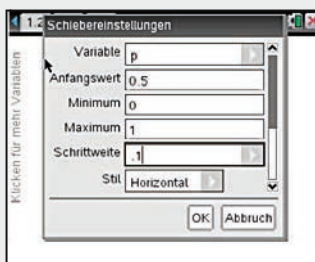 1.2
Schiebereinstellungen
Variable p
Anfangswert 0.5
Minimum 0
Maximum 1
Schrittweite .1
Stil Horizontal
OK Abbruch
Klicken für mehr Variablen